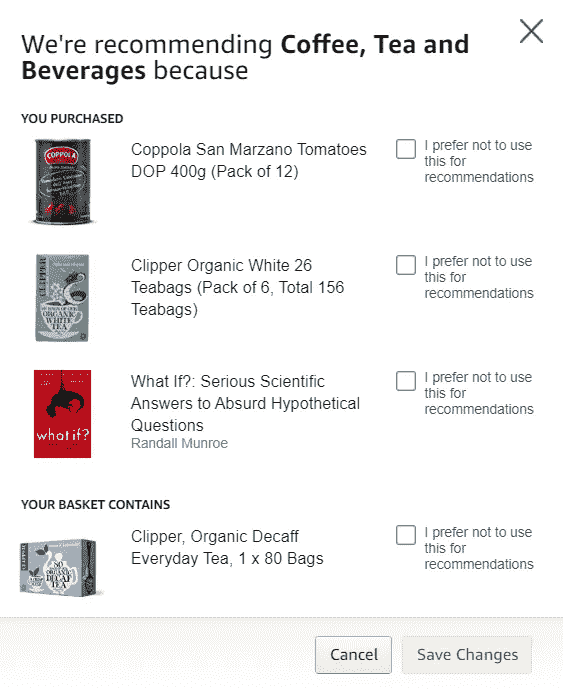 We're recommending Coffee, Tea and
Beverages because
YOU PURCHASED
COPPOLA
Coppola San Marzano Tomatoes
DOP 400g (Pack of 12)
I prefer not to use
this for
recommendations
CLIPPER
ORGANIC
WHITE
TEA
Clipper Organic White 26
Teabags (Pack of 6, Total 156
Teabags)
I prefer not to use
this for
recommendations
what if?
What If?: Serious Scientific
Answers to Absurd Hypothetical
Questions
Randall Munroe
I prefer not to use
this for
recommendations
YOUR BASKET CONTAINS
ORGANIC
DECAF
TEA
Clipper, Organic Decaff
Everyday Tea, 1 x 80 Bags
I prefer not to use
this for
recommendations
Cancel
Save Changes